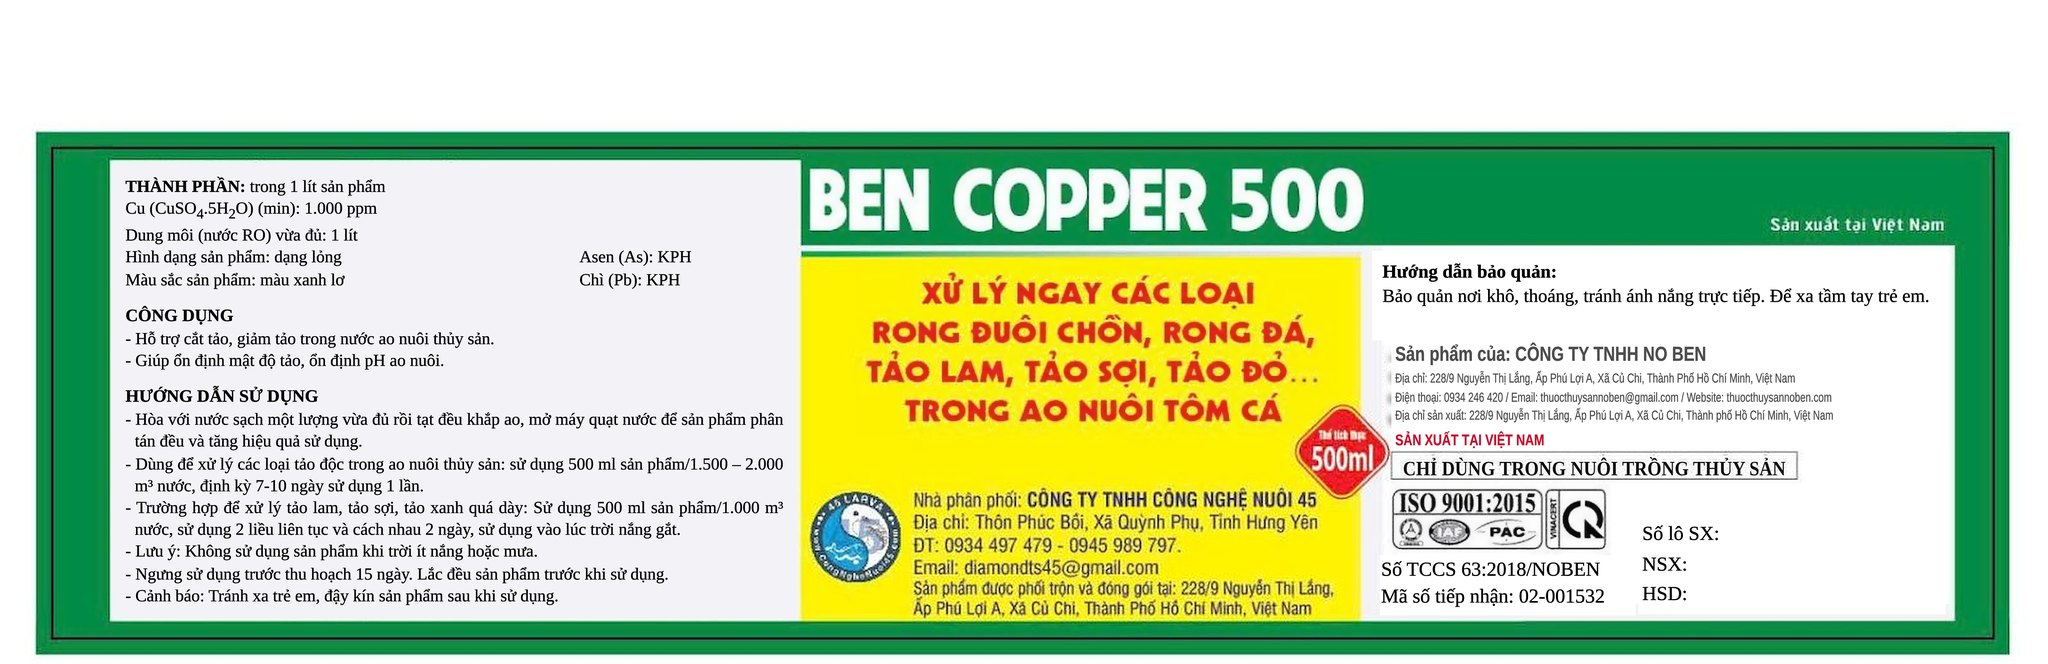 THÀNH PHẦN: trong 1 lít sản phẩm
Cu (CuSO4.5H2O) (min): 1.000 ppm
Dung môi (nước RO) vừa đủ: 1 lít
Hình dạng sản phẩm: dạng lỏng
Asen (As): KPH
Màu sắc sản phẩm: màu xanh lơ
Chì (Pb): KPH
CÔNG DỤNG
- Hỗ trợ cắt tảo, giảm tảo trong nước ao nuôi thủy sản.
- Giúp ổn định mật độ tảo, ổn định pH ao nuôi.
HƯỚNG DẪN SỬ DỤNG
- Hòa với nước sạch một lượng vừa đủ rồi tạt đều khắp ao, mở máy quạt nước để sản phẩm phân
tán đều và tăng hiệu quả sử dụng.
- Dùng để xử lý các loại tảo độc trong ao nuôi thủy sản: sử dụng 500 ml sản phẩm/1.500 – 2.000
m³ nước, định kỳ 7-10 ngày sử dụng 1 lần.
- Trường hợp để xử lý tảo lam, tảo sợi, tảo xanh quá dày: Sử dụng 500 ml sản phẩm/1.000 m³
nước, sử dụng 2 liều liên tục và cách nhau 2 ngày, sử dụng vào lúc trời nắng gắt.
- Lưu ý: Không sử dụng sản phẩm khi trời ít nắng hoặc mưa.
- Ngưng sử dụng trước thu hoạch 15 ngày. Lắc đều sản phẩm trước khi sử dụng.
- Cảnh báo: Tránh xa trẻ em, đậy kín sản phẩm sau khi sử dụng.
BEN COPPER 500
XỬ LÝ NGAY CÁC LOẠI
RONG ĐUÔI CHỒN, RONG ĐÁ,
TẢO LAM, TẢO SỢI, TẢO ĐỎ...
TRONG AO NUÔI TÔM CÁ
Thể tích thực
500ml
45 LARVA
CongNgheNuoi45.com
Nhà phân phối: CÔNG TY TNHH CÔNG NGHỆ NUÔI 45
Địa chỉ: Thôn Phúc Bồi, Xã Quỳnh Phụ, Tỉnh Hưng Yên
ĐT: 0934 497 479 - 0945 989 797.
Email: diamondts45@gmail.com
Sản phẩm được phối trộn và đóng gói tại: 228/9 Nguyễn Thị Lắng,
Ấp Phú Lợi A, Xã Củ Chi, Thành Phố Hồ Chí Minh, Việt Nam
Sản xuất tại Việt Nam
Hướng dẫn bảo quản:
Bảo quản nơi khô, thoáng, tránh ánh nắng trực tiếp. Để xa tầm tay trẻ em.
Sản phẩm của: CÔNG TY TNHH NO BEN
Địa chỉ: 228/9 Nguyễn Thị Lắng, Ấp Phú Lợi A, Xã Củ Chi, Thành Phố Hồ Chí Minh, Việt Nam
Điện thoại: 0934 246 420 / Email: thuocthuysannoben@gmail.com / Website: thuocthuysannoben.com
Địa chỉ sản xuất: 228/9 Nguyễn Thị Lắng, Ấp Phú Lợi A, Xã Củ Chi, Thành phố Hồ Chí Minh, Việt Nam
SẢN XUẤT TẠI VIỆT NAM
CHỈ DÙNG TRONG NUÔI TRỒNG THỦY SẢN
ISO 9001:2015
IAF
PAC
VINACERT
Số TCCS 63:2018/NOBEN
Mã số tiếp nhận: 02-001532
Số lô SX:
NSX:
HSD: